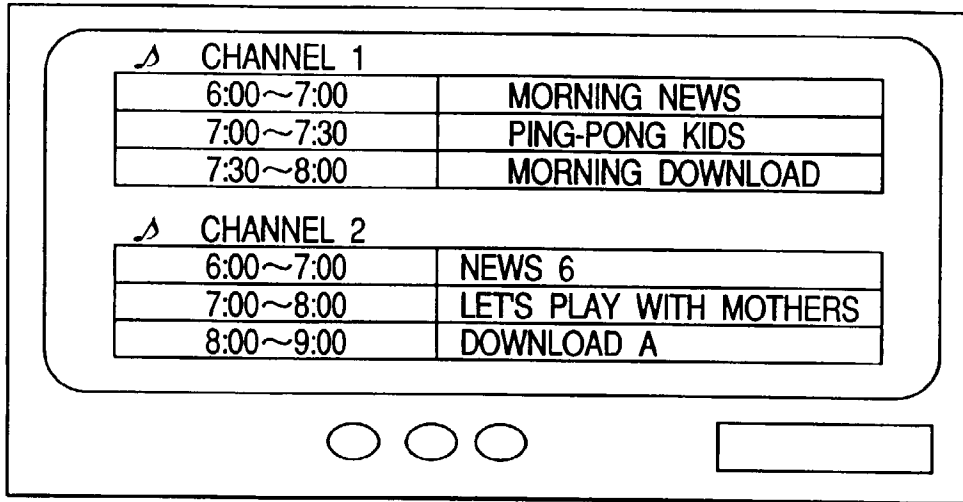 ♪ CHANNEL 1
6:00~7:00 MORNING NEWS
7:00~7:30 PING-PONG KIDS
7:30~8:00 MORNING DOWNLOAD
♪ CHANNEL 2
6:00~7:00 NEWS 6
7:00~8:00 LET'S PLAY WITH MOTHERS
8:00~9:00 DOWNLOAD A